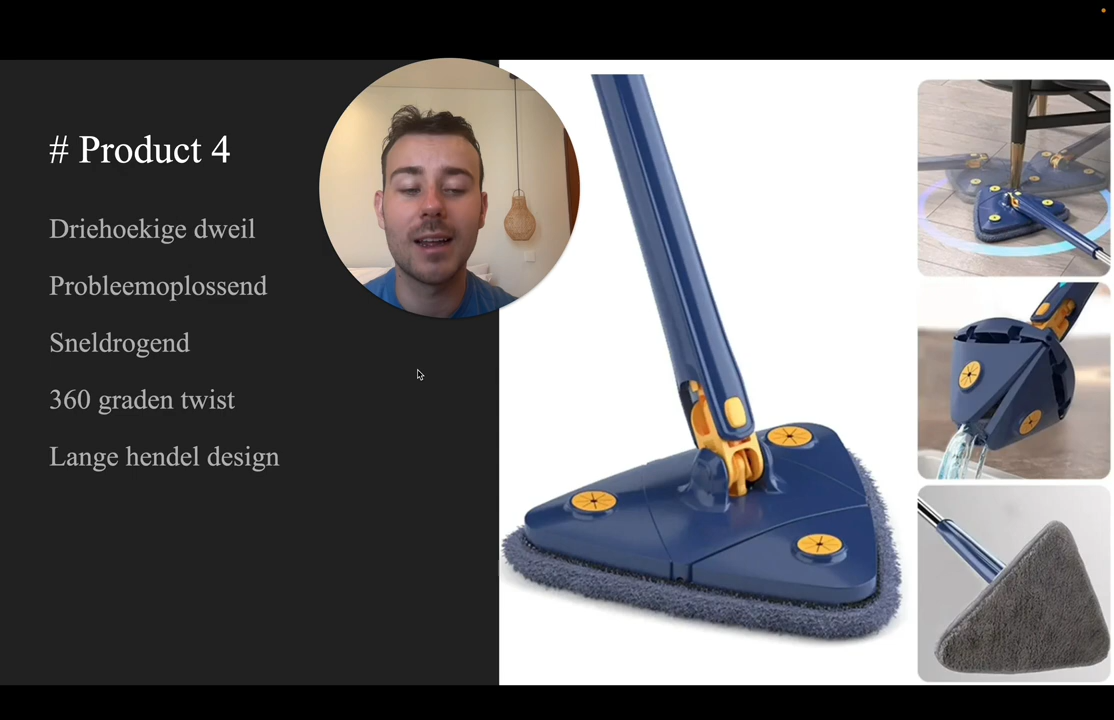 # Product 4
Driehoekige dweil
Probleemoplossend
Sneldrogend
360 graden twist
Lange hendel design